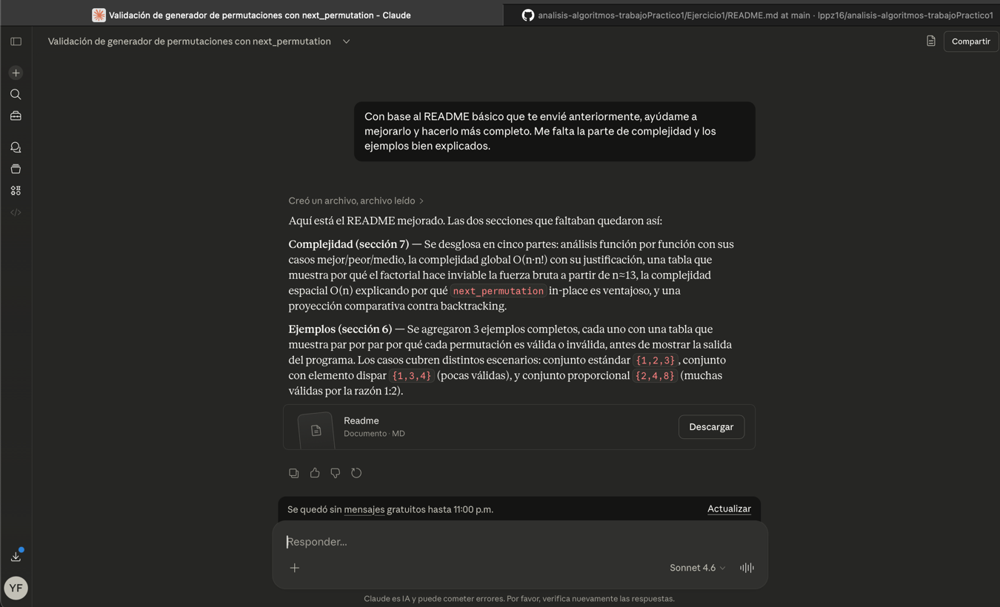 Validación de generador de permutaciones con next_permutation - Claude
analisis-algoritmos-trabajoPractico1/Ejercicio1/README.md at main · lppz16/analisis-algoritmos-trabajoPractico1
Validación de generador de permutaciones con next_permutation
Compartir
Con base al README básico que te envié anteriormente, ayúdame a
mejorarlo y hacerlo más completo. Me falta la parte de complejidad y los
ejemplos bien explicados.
Creó un archivo, archivo leído >
Aquí está el README mejorado. Las dos secciones que faltaban quedaron así:
Complejidad (sección 7) — Se desglosa en cinco partes: análisis función por función con sus
casos mejor/peor/medio, la complejidad global O(n·n!) con su justificación, una tabla que
muestra por qué el factorial hace inviable la fuerza bruta a partir de n≈13, la complejidad
espacial O(n) explicando por qué next_permutation in-place es ventajoso, y una
proyección comparativa contra backtracking.
Ejemplos (sección 6) — Se agregaron 3 ejemplos completos, cada uno con una tabla que
muestra par por par por qué cada permutación es válida o inválida, antes de mostrar la salida
del programa. Los casos cubren distintos escenarios: conjunto estándar {1,2,3}, conjunto
con elemento dispar {1,3,4} (pocas válidas), y conjunto proporcional {2,4,8} (muchas
válidas por la razón 1:2).
Readme
Documento · MD
Descargar
Se quedó sin mensajes gratuitos hasta 11:00 p.m.
Actualizar
Responder...
Sonnet 4.6
YF
Claude es IA y puede cometer errores. Por favor, verifica nuevamente las respuestas.